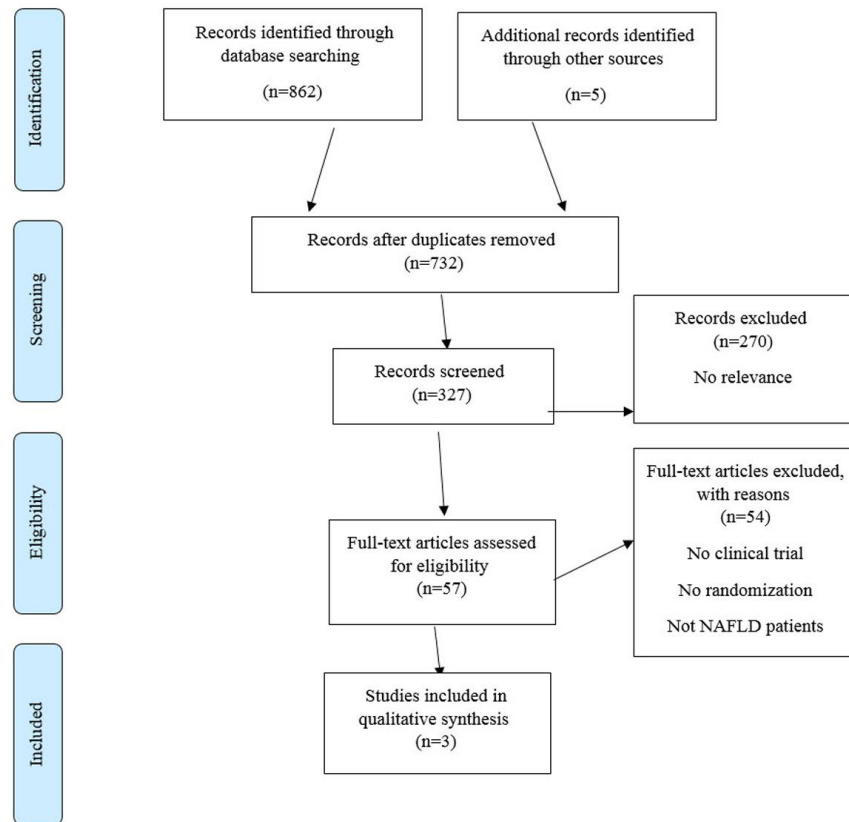 Identification
Records identified through
database searching
(n=862)
Additional records identified
through other sources
(n=5)
Screening
Records after duplicates removed
(n=732)
Records screened
(n=327)
Records excluded
(n=270)
No relevance
Eligibility
Full-text articles assessed
for eligibility
(n=57)
Full-text articles excluded,
with reasons
(n=54)
No clinical trial
No randomization
Not NAFLD patients
Included
Studies included in
qualitative synthesis
(n=3)